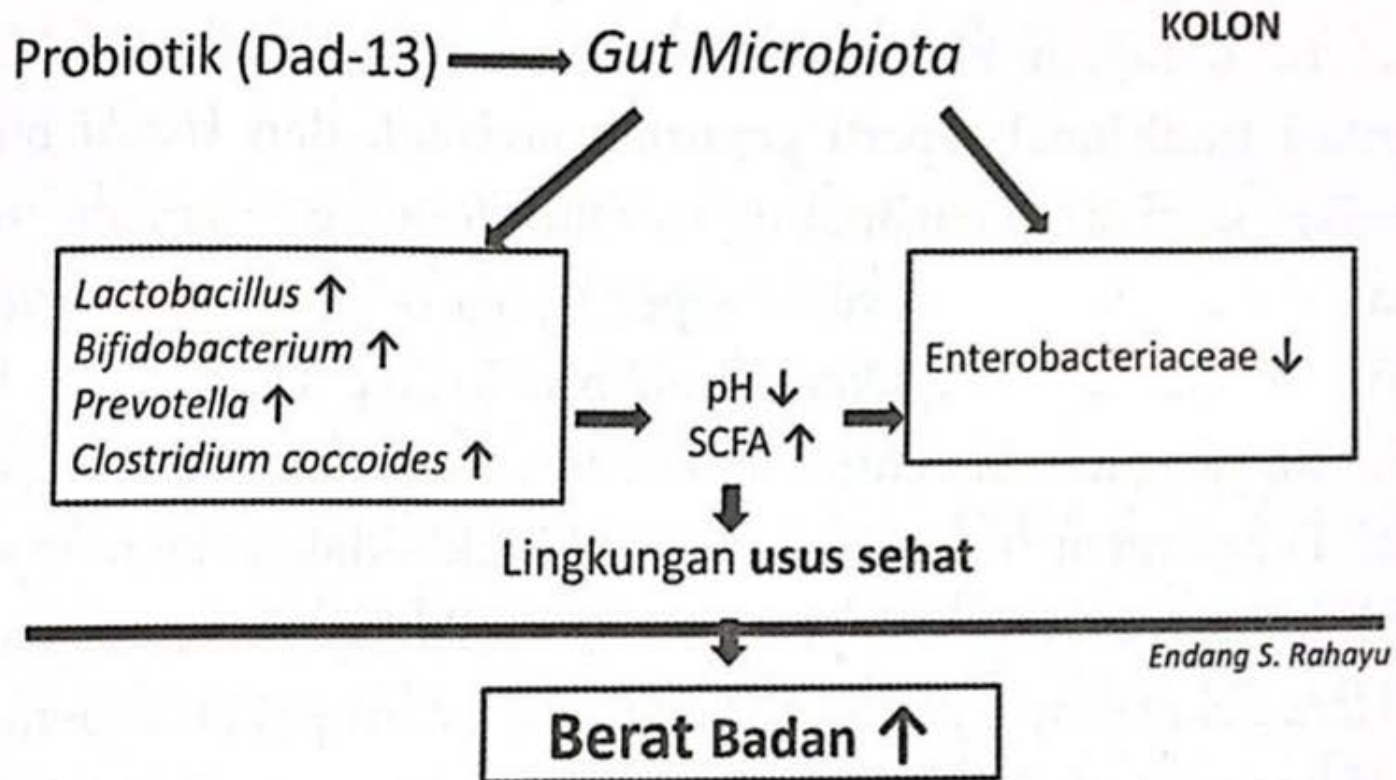 KOLON
Probiotik (Dad-13) → Gut Microbiota
Lactobacillus ↑
Bifidobacterium ↑
Prevotella ↑
Clostridium coccoides ↑
pH ↓
SCFA ↑
Enterobacteriaceae ↓
Lingkungan usus sehat
Endang S. Rahayu
Berat Badan ↑